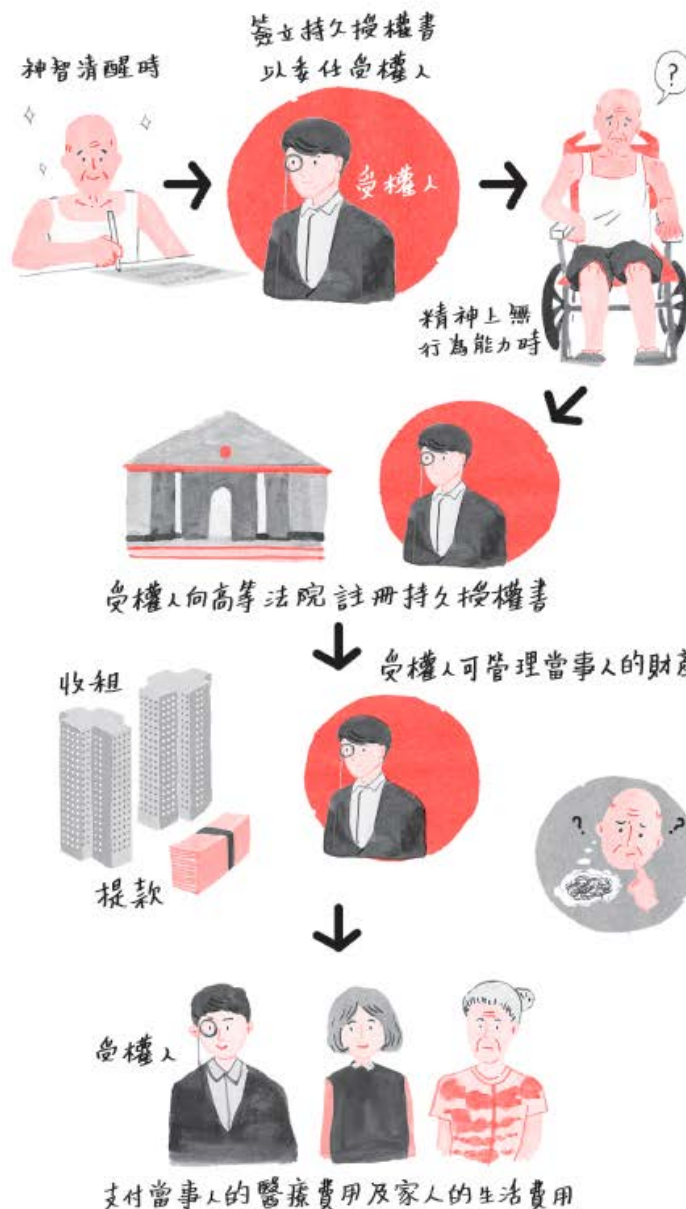 神智清醒時
簽立持久授權書
以委任受權人
受權人
?
精神上無
行為能力時
受權人向高等法院註冊持久授權書
受權人可管理當事人的財產
收租
提款
? ?
受權人
支付當事人的醫療費用及家人的生活費用